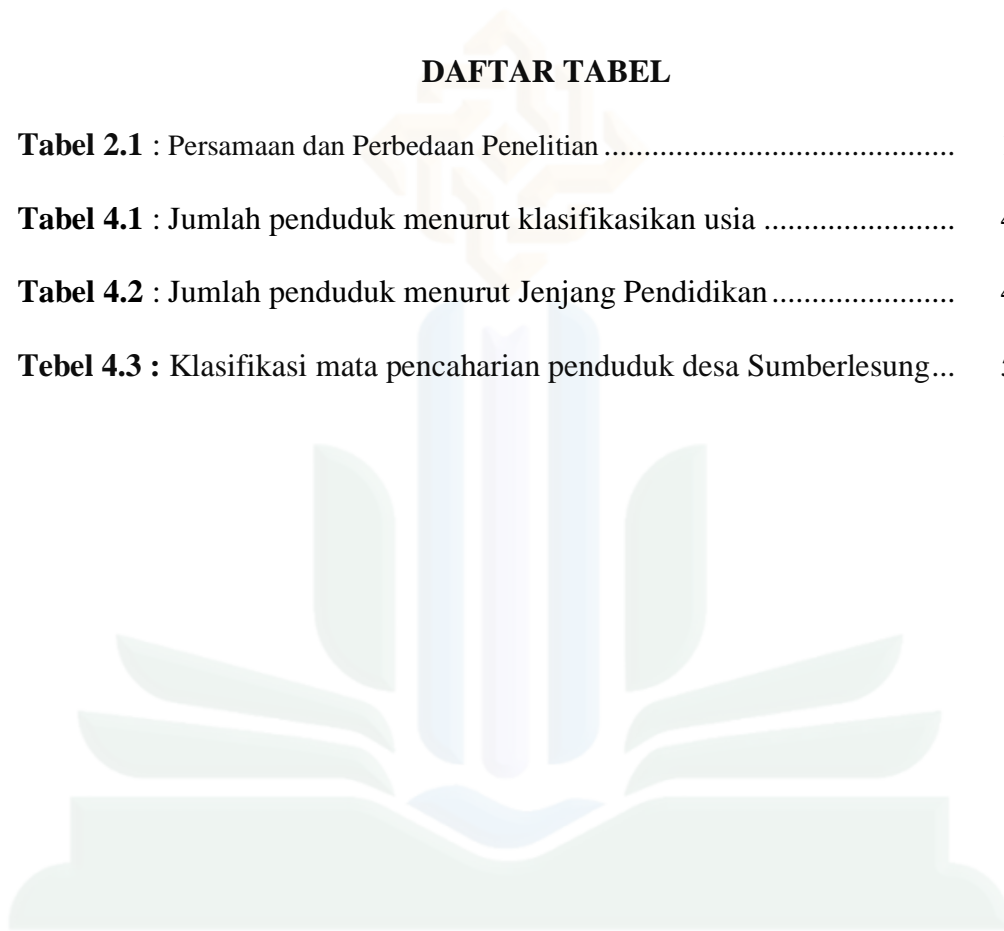 DAFTAR TABEL
Tabel 2.1 : Persamaan dan Perbedaan Penelitian............................................
Tabel 4.1 : Jumlah penduduk menurut klasifikasikan usia ........................
Tabel 4.2 : Jumlah penduduk menurut Jenjang Pendidikan.......................
Tebel 4.3 : Klasifikasi mata pencaharian penduduk desa Sumberlesung...